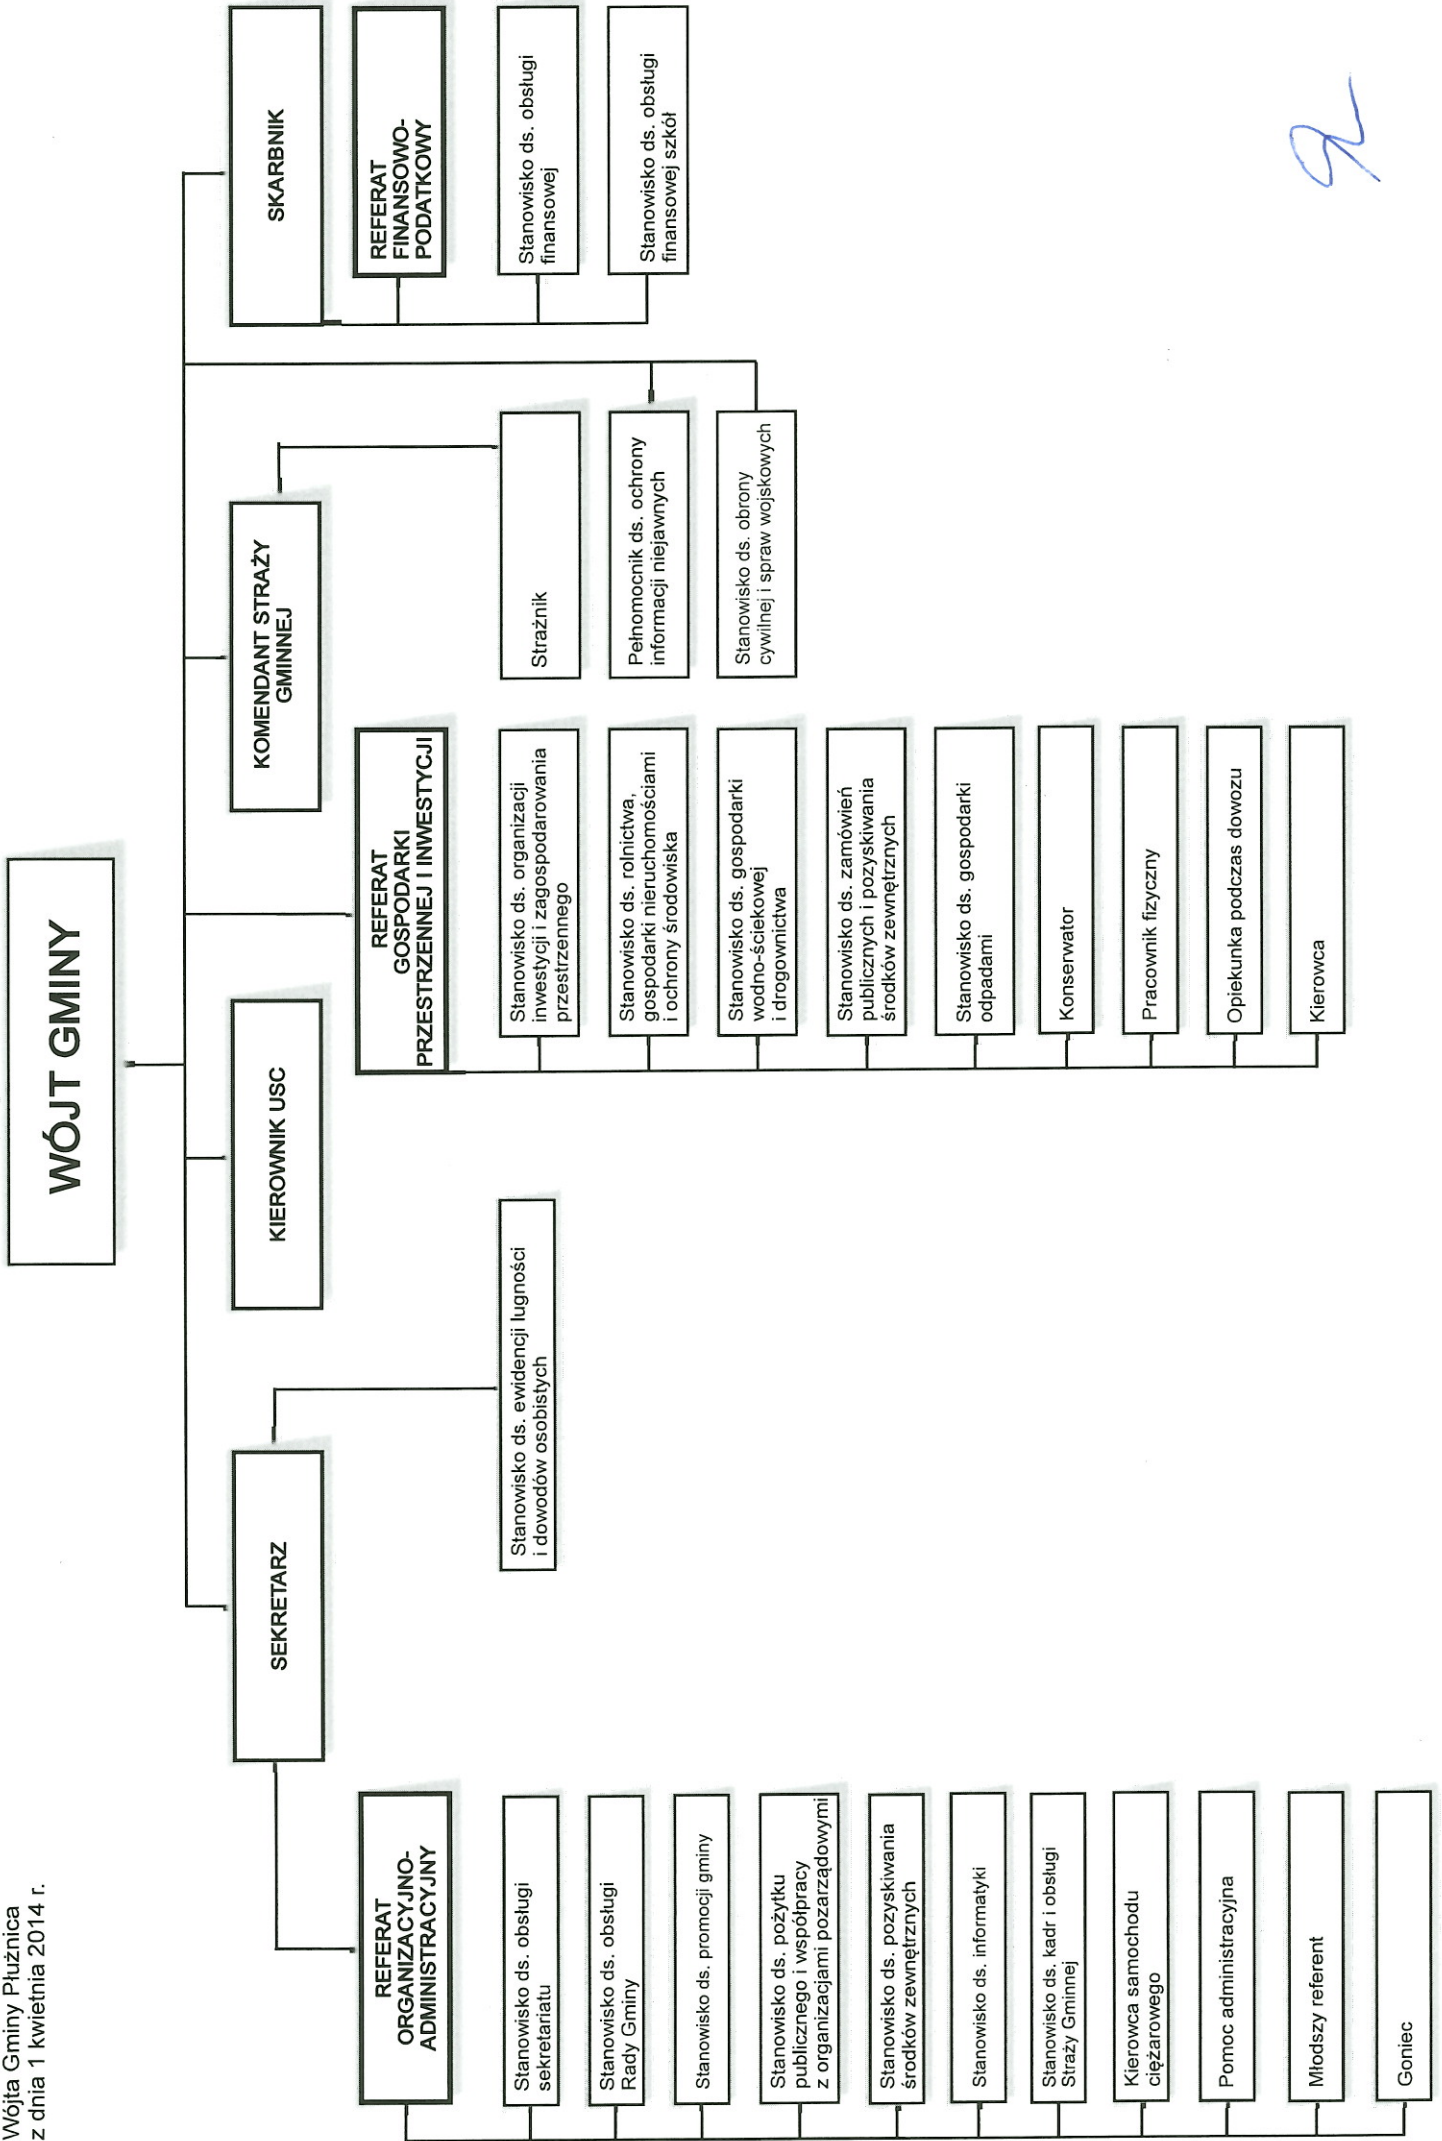 Wójta Gminy Płużnica
z dnia 1 kwietnia 2014 r.
WÓJT GMINY
SEKRETARZ
KIEROWNIK USC
KOMENDANT STRAŻY
GMINNEJ
SKARBNIK
REFERAT
ORGANIZACYJNO-
ADMINISTRACYJNY
Stanowisko ds. obsługi
sekretariatu
Stanowisko ds. obsługi
Rady Gminy
Stanowisko ds. promocji gminy
Stanowisko ds. pożytku
publicznego i współpracy
z organizacjami pozarządowymi
Stanowisko ds. pozyskiwania
środków zewnętrznych
Stanowisko ds. informatyki
Stanowisko ds. kadr i obsługi
Straży Gminnej
Kierowca samochodu
ciężarowego
Pomoc administracyjna
Młodszy referent
Goniec
Stanowisko ds. ewidencji lugności
i dowodów osobistych
REFERAT
GOSPODARKI
PRZESTRZENNEJ I INWESTYCJI
Stanowisko ds. organizacji
inwestycji i zagospodarowania
przestrzennego
Stanowisko ds. rolnictwa,
gospodarki nieruchomościami
i ochrony środowiska
Stanowisko ds. gospodarki
wodno-ściekowej
i drogownictwa
Stanowisko ds. zamówień
publicznych i pozyskiwania
środków zewnętrznych
Stanowisko ds. gospodarki
odpadami
Konserwator
Pracownik fizyczny
Opiekunka podczas dowozu
Kierowca
Strażnik
Pełnomocnik ds. ochrony
informacji niejawnych
Stanowisko ds. obrony
cywilnej i spraw wojskowych
REFERAT
FINANSOWO-
PODATKOWY
Stanowisko ds. obsługi
finansowej
Stanowisko ds. obsługi
finansowej szkół